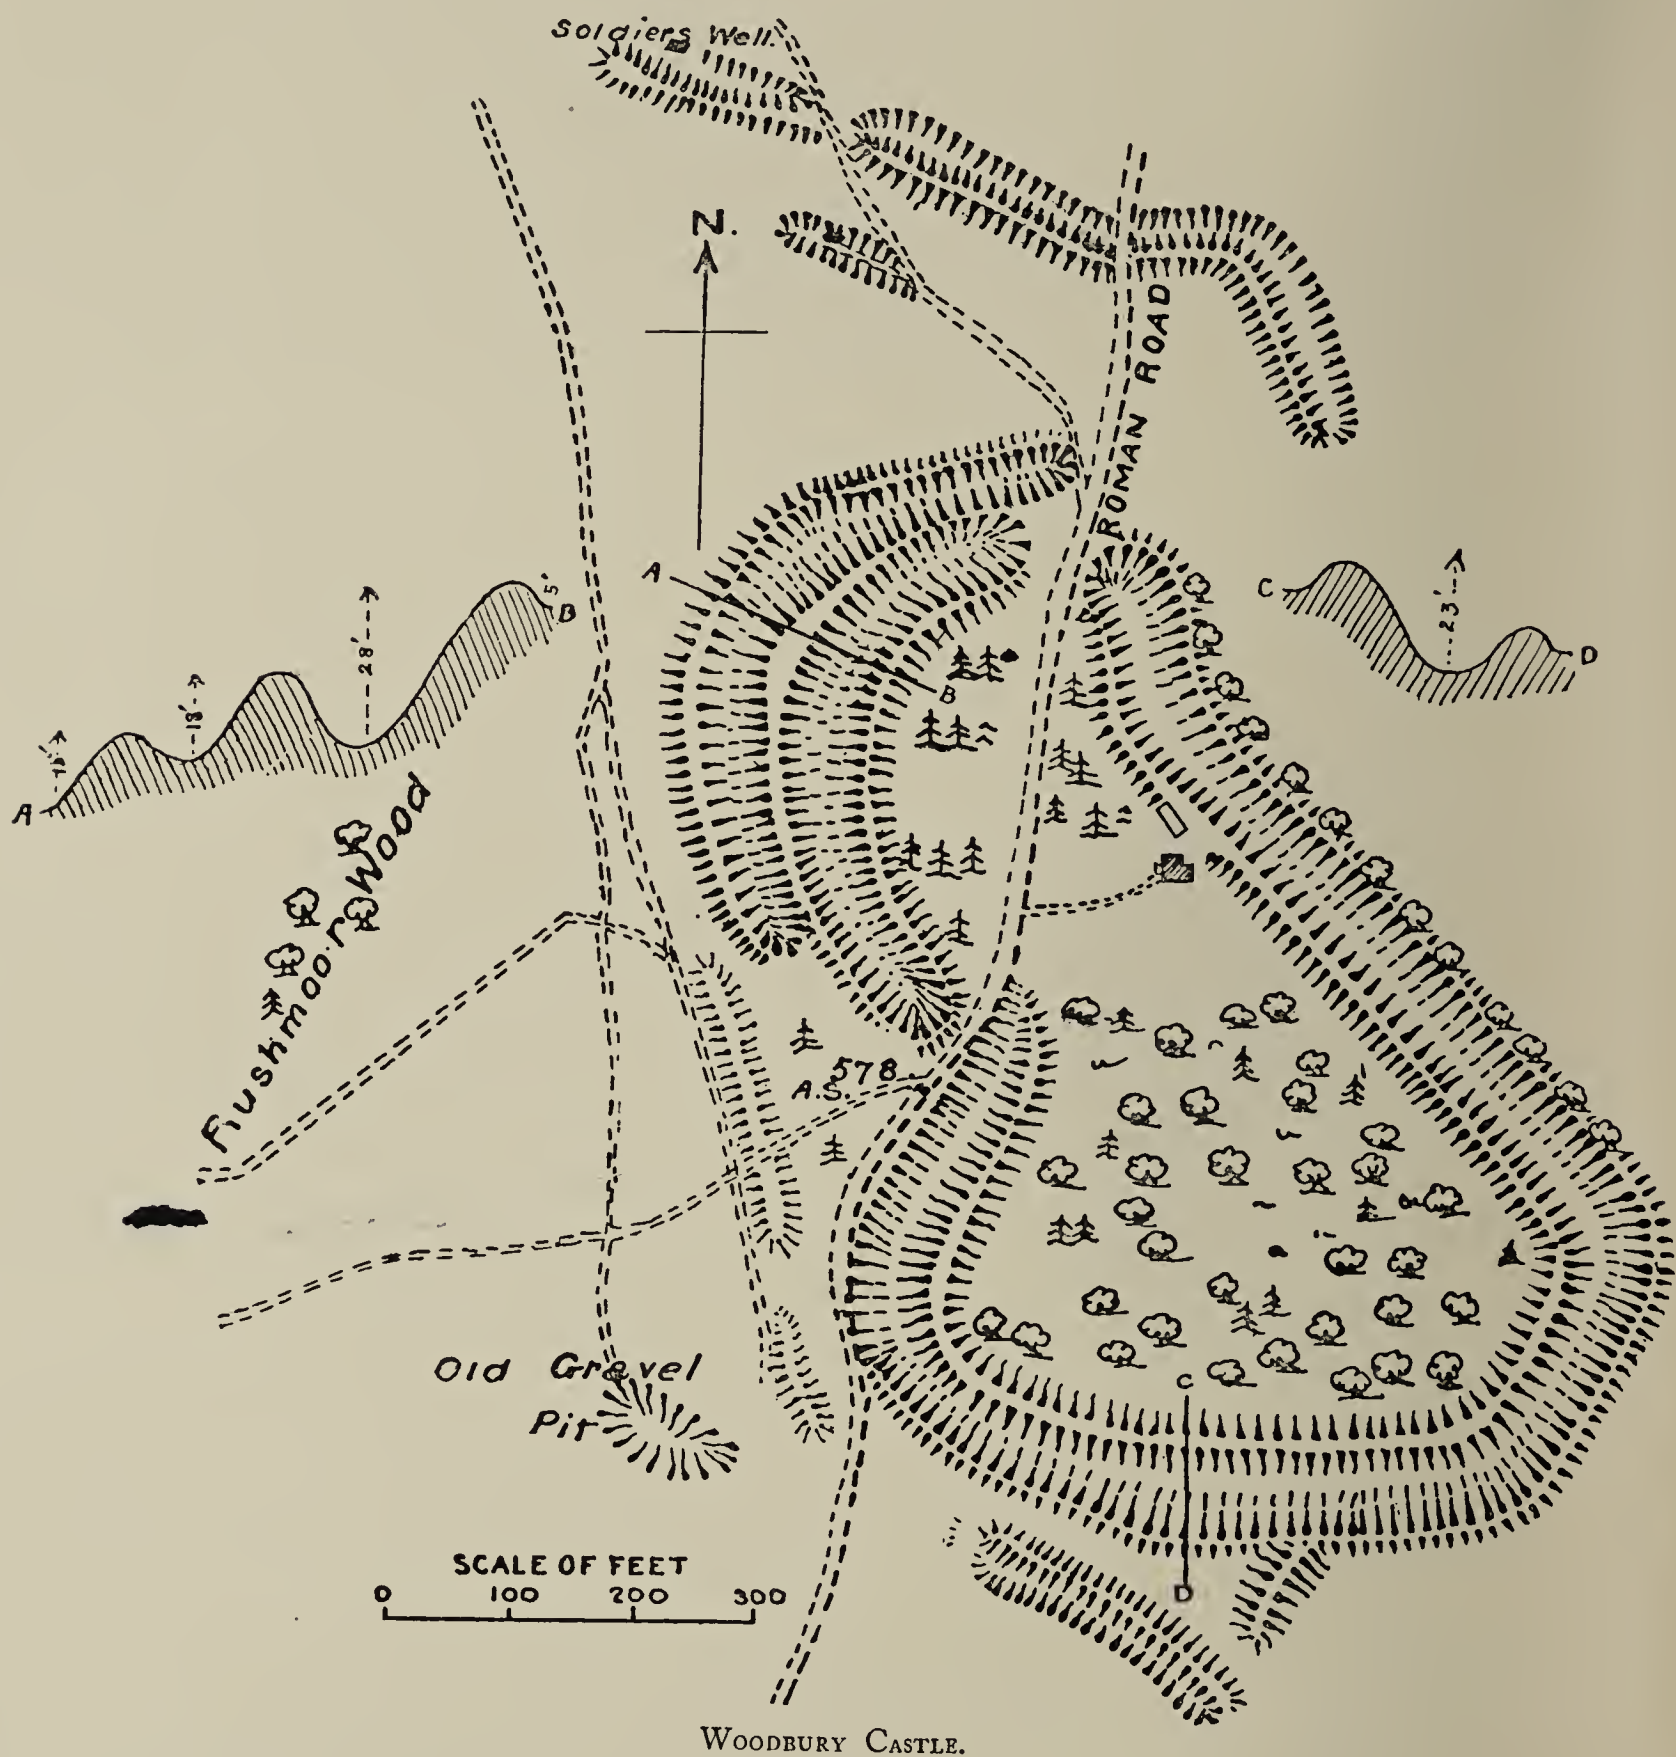 Soldiers Well.
N.
ROMAN ROAD
A
B
A
18'
28'
5'
B
C
23'
D
Rushmoor Wood
578
A.S.
Old Gravel
Pit
C
D
SCALE OF FEET
0 100 200 300
WOODBURY CASTLE.